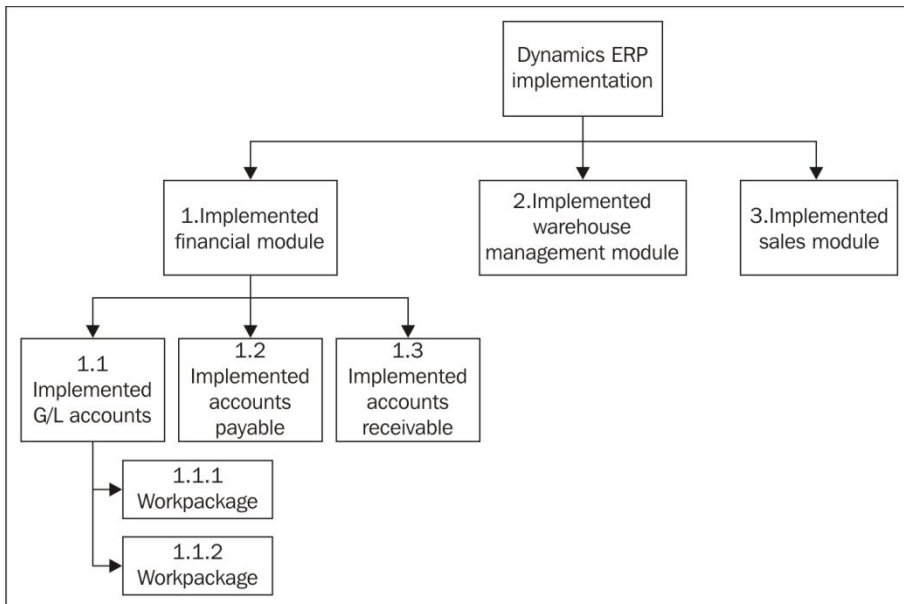 Dynamics ERP
implementation
1.Implemented
financial module
2.Implemented
warehouse
management module
3.Implemented
sales module
1.1
Implemented
G/L accounts
1.2
Implemented
accounts
payable
1.3
Implemented
accounts
receivable
1.1.1
Workpackage
1.1.2
Workpackage